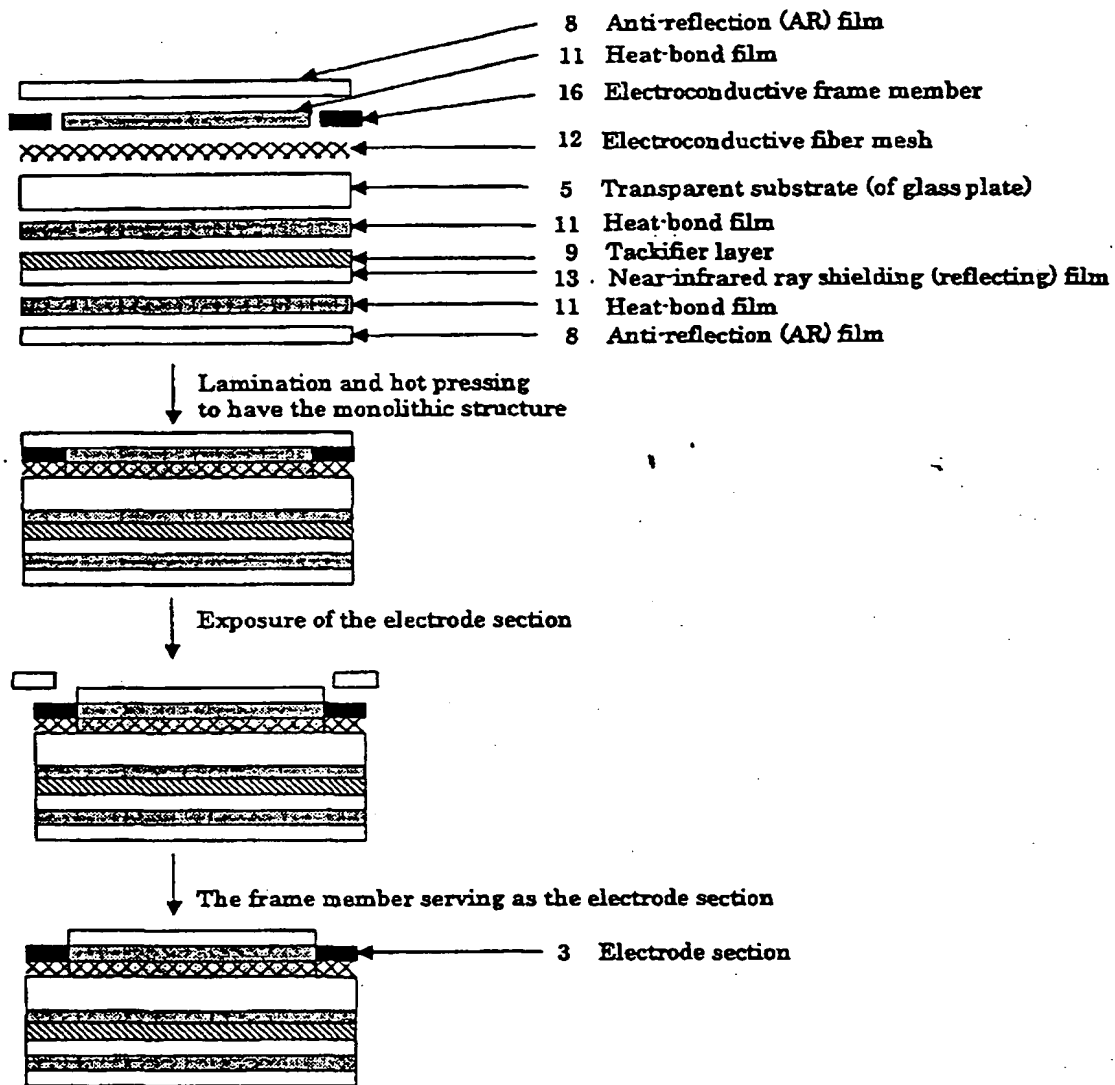 8 Anti-reflection (AR) film
11 Heat-bond film
16 Electroconductive frame member
12 Electroconductive fiber mesh
5 Transparent substrate (of glass plate)
11 Heat-bond film
9 Tackifier layer
13 Near-infrared ray shielding (reflecting) film
11 Heat-bond film
8 Anti-reflection (AR) film
Lamination and hot pressing
to have the monolithic structure
Exposure of the electrode section
The frame member serving as the electrode section
3 Electrode section